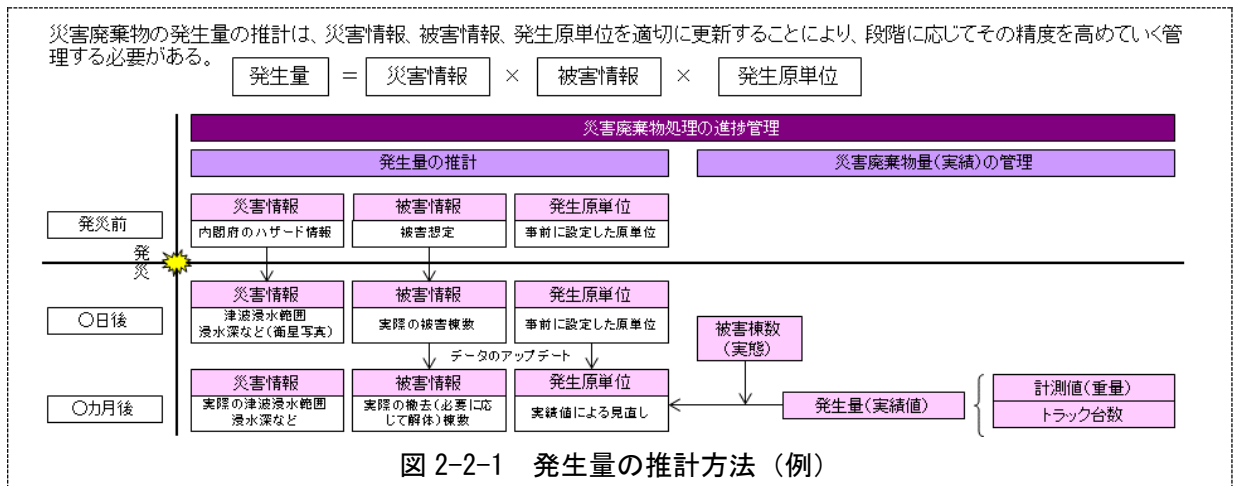 災害廃棄物の発生量の推計は、災害情報、被害情報、発生原単位を適切に更新することにより、段階に応じてその精度を高めていく管
理する必要がある。
発生量 = 災害情報 × 被害情報 × 発生原単位
災害廃棄物処理の進捗管理
発生量の推計 災害廃棄物量(実績)の管理
発災前
災害情報 被害情報 発生原単位
内閣府のハザード情報 被害想定 事前に設定した原単位
発災
〇日後
災害情報 被害情報 発生原単位
津波浸水範囲
浸水深など(衛星写真) 実際の被害棟数 事前に設定した原単位
被害棟数
(実態)
データのアップデート
〇カ月後
災害情報 被害情報 発生原単位
実際の津波浸水範囲
浸水深など
実際の撤去(必要に応
じて解体)棟数
実績値による見直し
発生量(実績値)
計測値(重量)
トラック台数
図 2-2-1 発生量の推計方法（例）